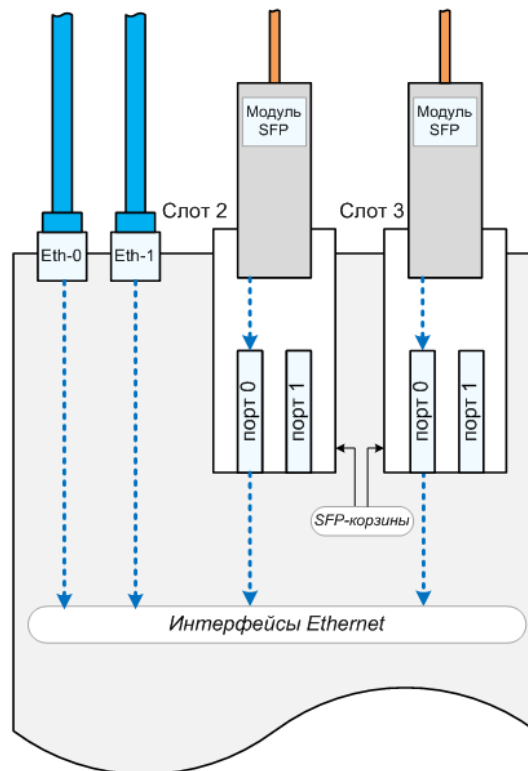 Модуль
SFP
Модуль
SFP
Слот 2
Слот 3
Eth-0
Eth-1
порт 0
порт 1
порт 0
порт 1
SFP-корзины
Интерфейсы Ethernet